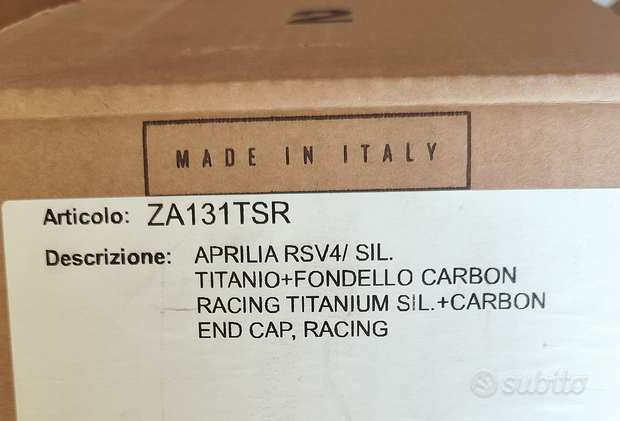 MADE IN ITALY
Articolo: ZA131TSR
Descrizione: APRILIA RSV4/ SIL.
TITANIO+FONDELLO CARBON
RACING TITANIUM SIL.+CARBON
END CAP, RACING
subito